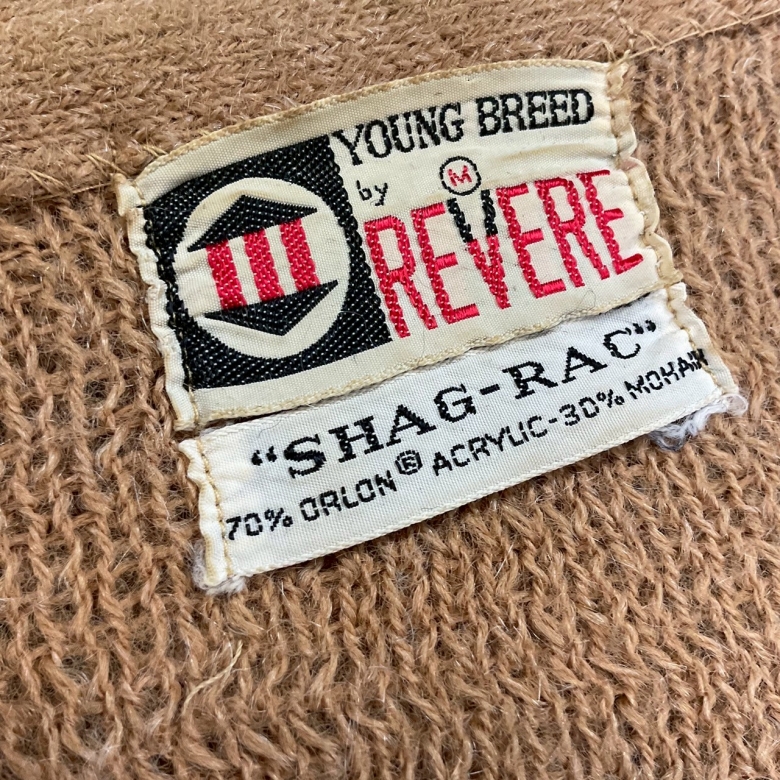 YOUNG BREED
by M
REVERE
“SHAG-RAC”
70% ORLON® ACRYLIC-30% MOHAIR